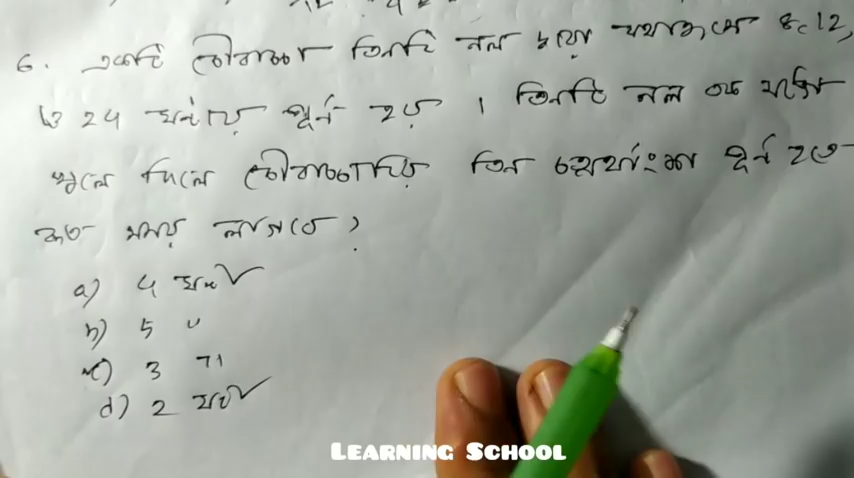 6. একটি চৌবাচ্চা তিনটি নল দিয়ে যথাক্রমে 8, 12,
ও 24 ঘন্টায় পূর্ন হয় । তিনটি নল এক সাথে
খুলে দিলে চৌবাচ্চাটির তিন চতুর্থাংশ পূর্ন হতে
কত সময় লাগবে ?
a) 4 ঘন্টা
b) 5 "
c) 3 "
d) 2 ঘন্টা
LEARNING SCHOOL